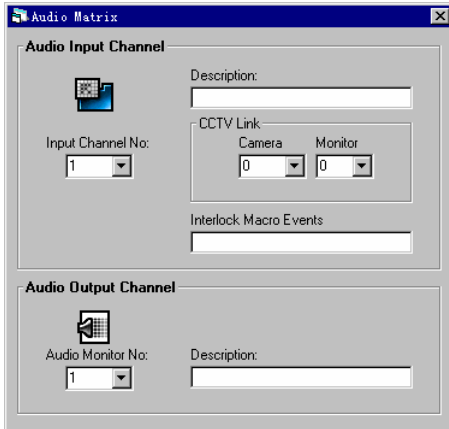 Audio Matrix
Audio Input Channel
Description:
CCTV Link
Input Channel No:
Camera Monitor
1
0 0
Interlock Macro Events
Audio Output Channel
Audio Monitor No:
Description:
1